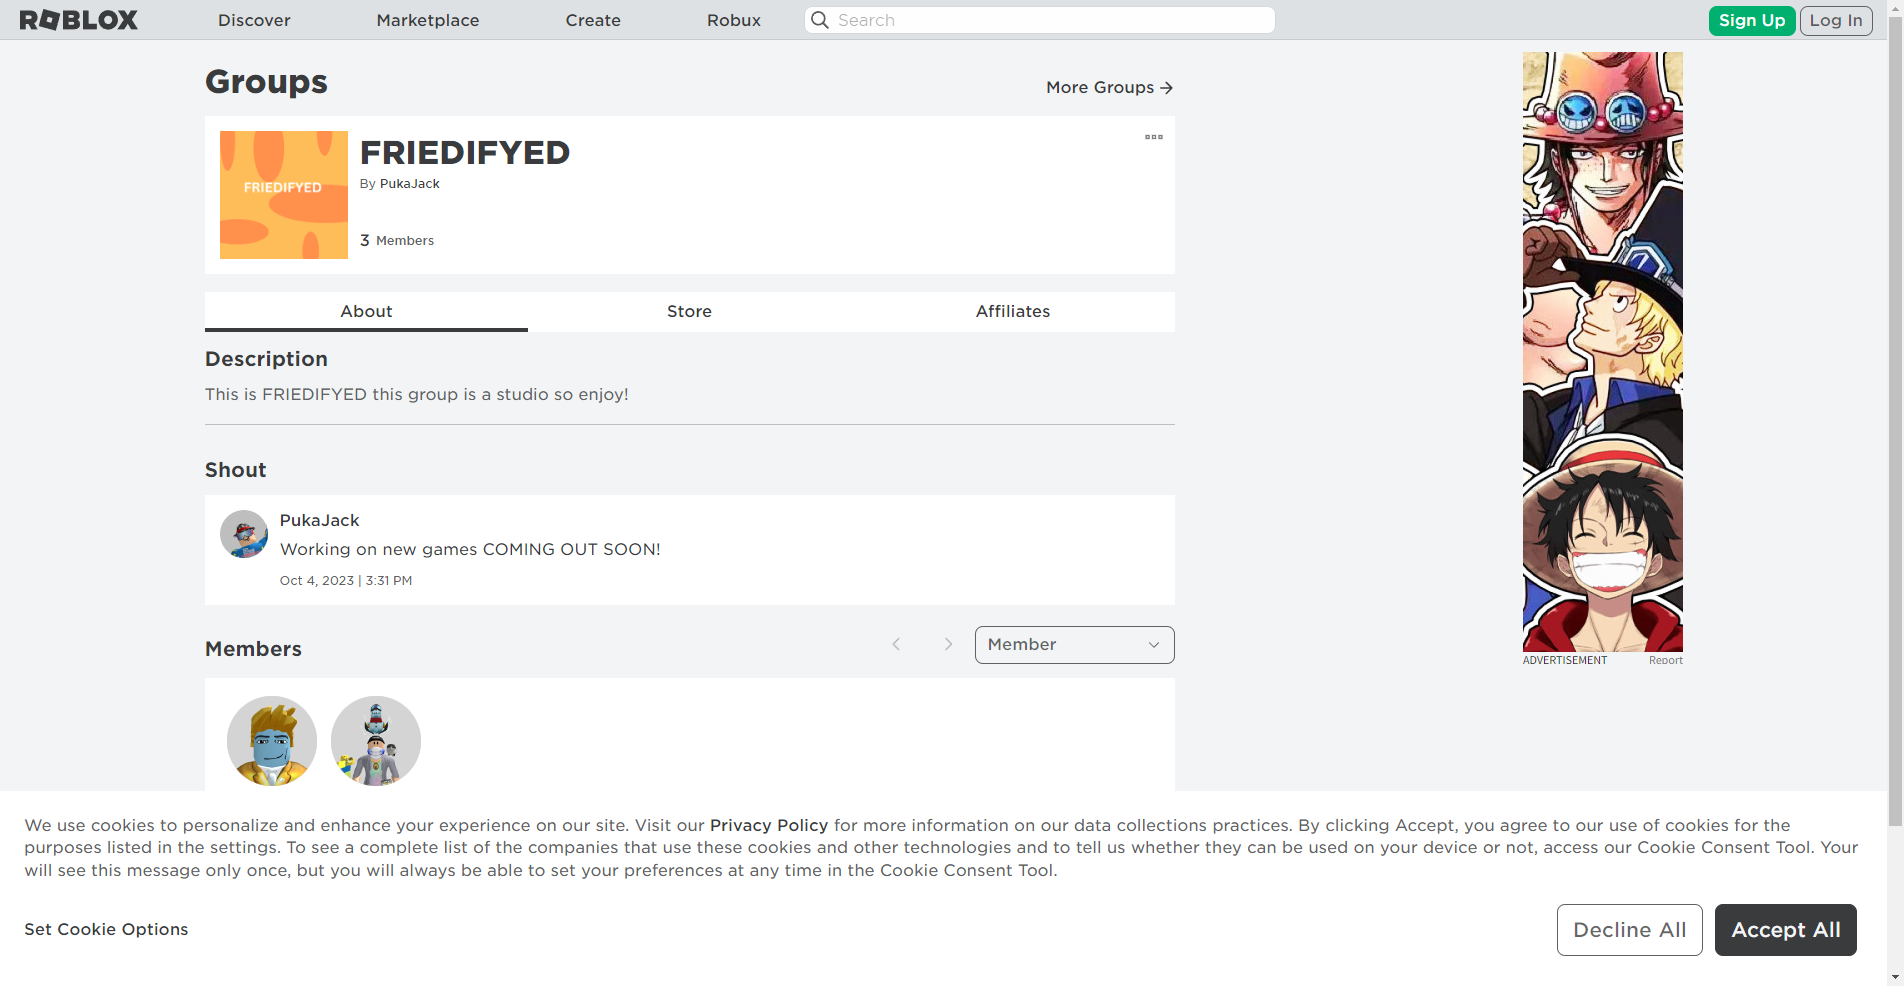 ROBLOX
Discover
Marketplace
Create
Robux
Search
Sign Up
Log In
Groups
More Groups
FRIEDIFYED
FRIEDIFYED
By PukaJack
3 Members
About
Store
Affiliates
Description
This is FRIEDIFYED this group is a studio so enjoy!
Shout
PukaJack
Working on new games COMING OUT SOON!
Oct 4, 2023 | 3:31 PM
Members
Member
ADVERTISEMENT
Report
We use cookies to personalize and enhance your experience on our site. Visit our Privacy Policy for more information on our data collections practices. By clicking Accept, you agree to our use of cookies for the
purposes listed in the settings. To see a complete list of the companies that use these cookies and other technologies and to tell us whether they can be used on your device or not, access our Cookie Consent Tool. Your
will see this message only once, but you will always be able to set your preferences at any time in the Cookie Consent Tool.
Set Cookie Options
Decline All
Accept All